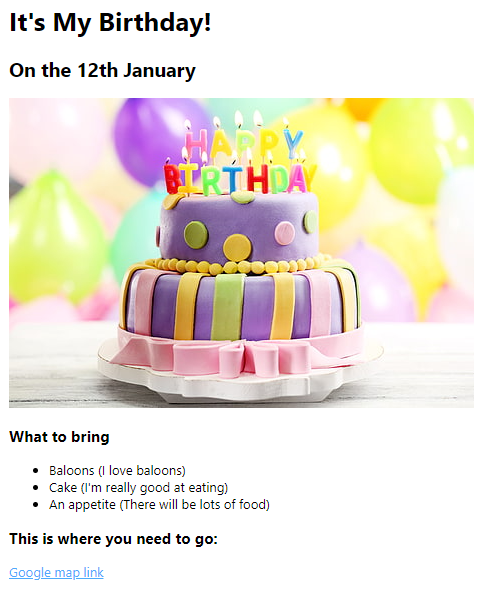 It's My Birthday!
On the 12th January
HAPPY
BIRTHDAY
What to bring
Baloons (I love baloons)
Cake (I'm really good at eating)
An appetite (There will be lots of food)
This is where you need to go:
Google map link